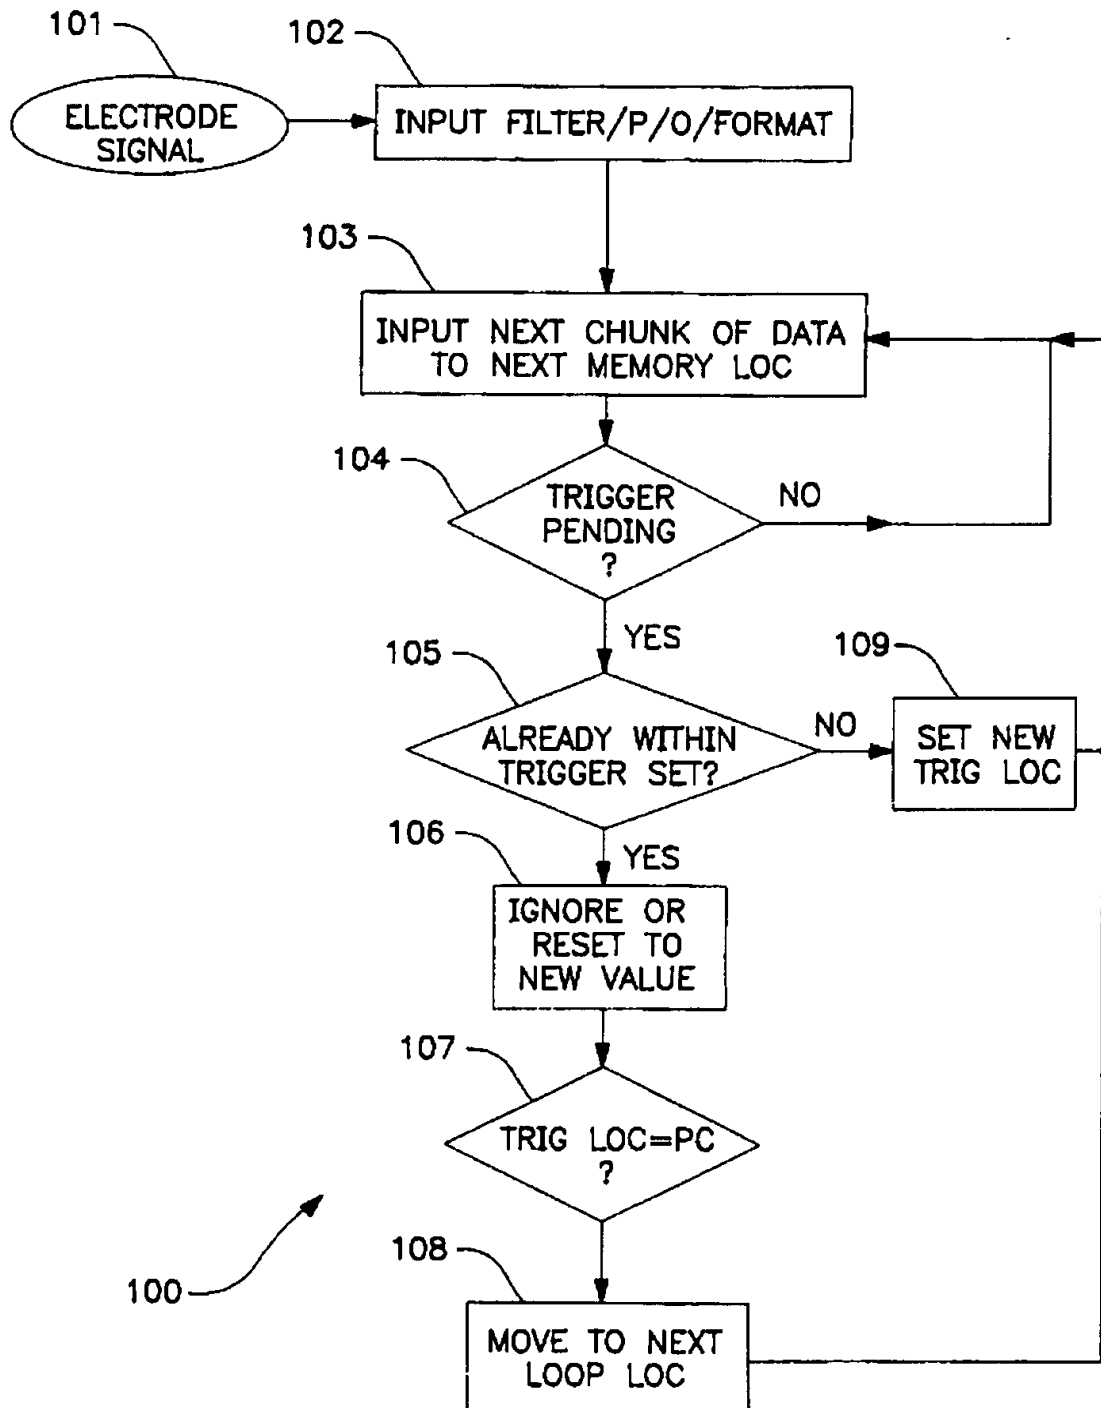 101
102
ELECTRODE
SIGNAL
INPUT FILTER/P/O/FORMAT
103
INPUT NEXT CHUNK OF DATA
TO NEXT MEMORY LOC
104
TRIGGER
PENDING
?
NO
YES
105
109
ALREADY WITHIN
TRIGGER SET?
NO
SET NEW
TRIG LOC
106
YES
IGNORE OR
RESET TO
NEW VALUE
107
TRIG LOC=PC
?
100
108
MOVE TO NEXT
LOOP LOC